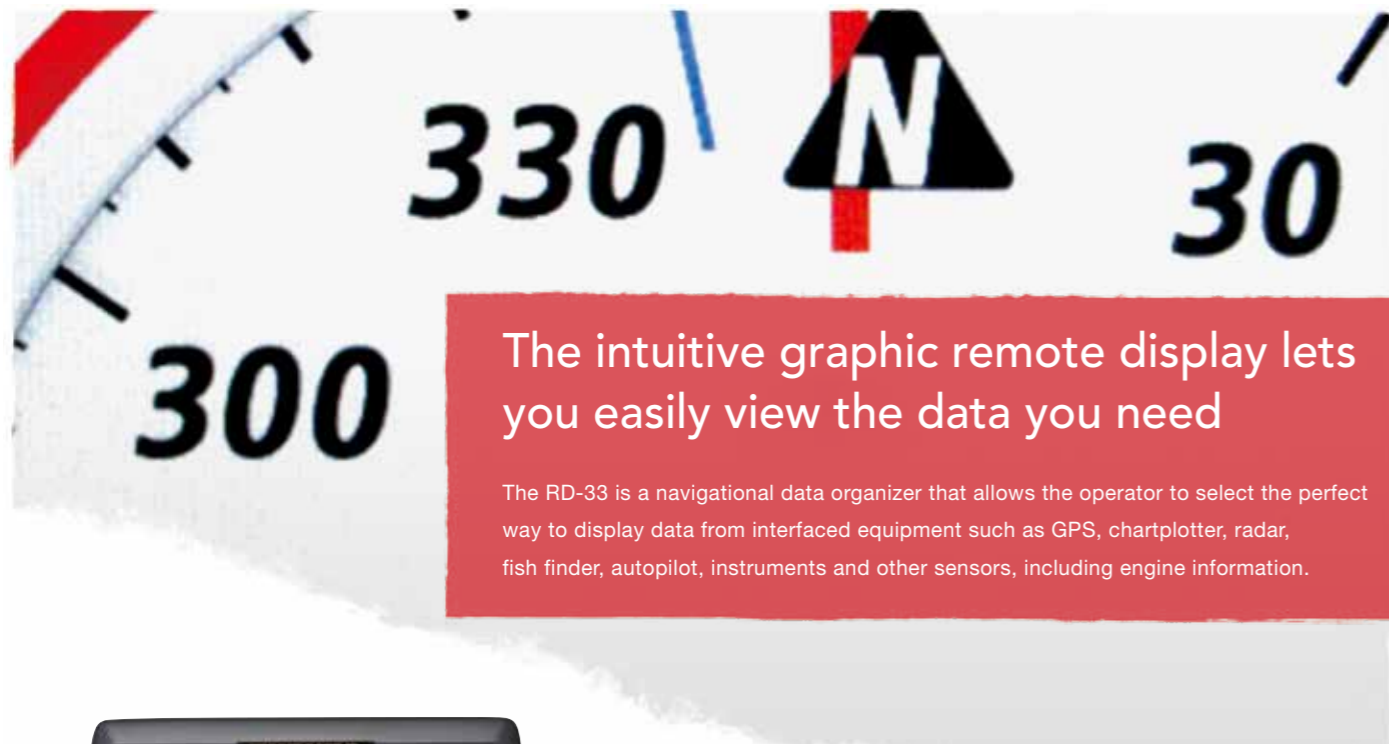 330
N
30
300
The intuitive graphic remote display lets
you easily view the data you need
The RD-33 is a navigational data organizer that allows the operator to select the perfect
way to display data from interfaced equipment such as GPS, chartplotter, radar,
fish finder, autopilot, instruments and other sensors, including engine information.